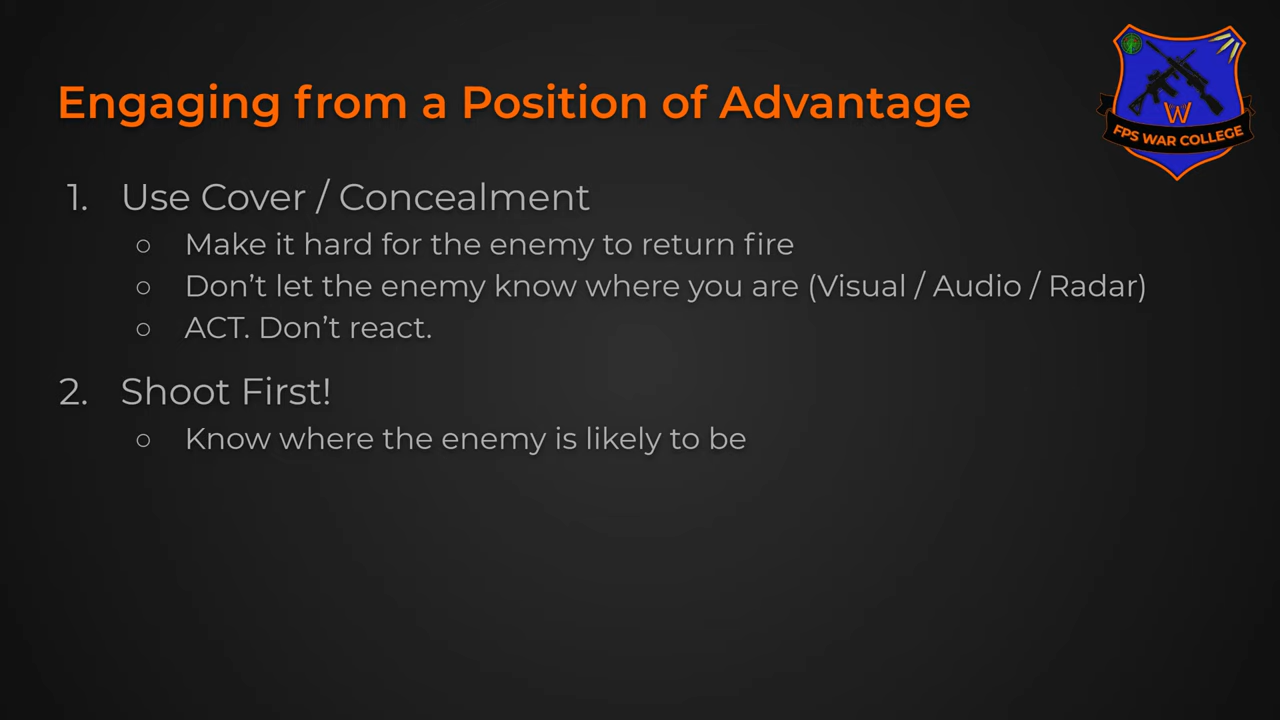 Engaging from a Position of Advantage
W
FPS WAR COLLEGE
1. Use Cover / Concealment
○ Make it hard for the enemy to return fire
○ Don’t let the enemy know where you are (Visual / Audio / Radar)
○ ACT. Don’t react.
2. Shoot First!
○ Know where the enemy is likely to be